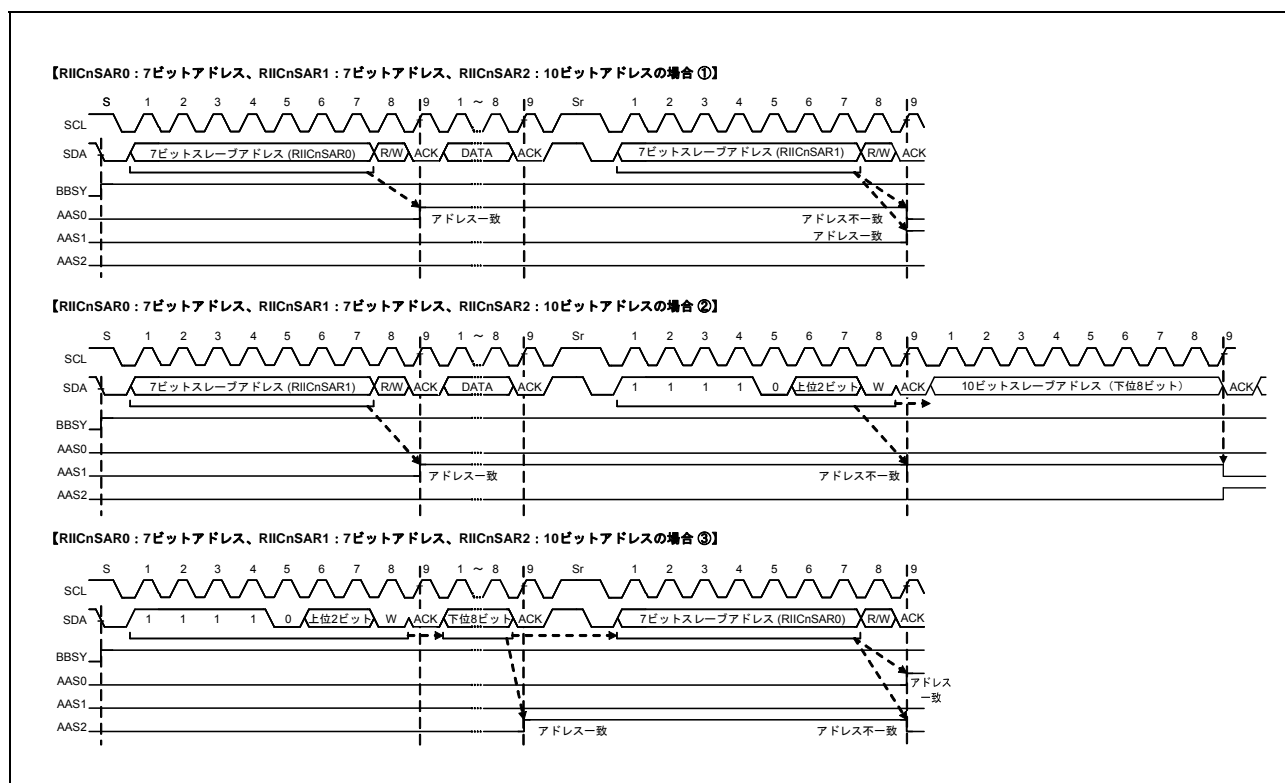 【RIICnSAR0：7ビットアドレス、RIICnSAR1：7ビットアドレス、RIICnSAR2：10ビットアドレスの場合 ①】
S 1 2 3 4 5 6 7 8 9 1 ～ 8 9 Sr 1 2 3 4 5 6 7 8 9
SCL
SDA 7ビットスレーブアドレス (RIICnSAR0) R/W ACK DATA ACK 7ビットスレーブアドレス (RIICnSAR1) R/W ACK
BBSY
AAS0 アドレス一致 アドレス不一致
AAS1 アドレス一致
AAS2
【RIICnSAR0：7ビットアドレス、RIICnSAR1：7ビットアドレス、RIICnSAR2：10ビットアドレスの場合 ②】
S 1 2 3 4 5 6 7 8 9 1 ～ 8 9 Sr 1 2 3 4 5 6 7 8 9 1 2 3 4 5 6 7 8 9
SCL
SDA 7ビットスレーブアドレス (RIICnSAR1) R/W ACK DATA ACK 1 1 1 1 0 上位2ビット W ACK 10ビットスレーブアドレス（下位8ビット） ACK
BBSY
AAS0
AAS1 アドレス一致 アドレス不一致
AAS2
【RIICnSAR0：7ビットアドレス、RIICnSAR1：7ビットアドレス、RIICnSAR2：10ビットアドレスの場合 ③】
S 1 2 3 4 5 6 7 8 9 1 ～ 8 9 Sr 1 2 3 4 5 6 7 8 9
SCL
SDA 1 1 1 1 0 上位2ビット W ACK 下位8ビット ACK 7ビットスレーブアドレス (RIICnSAR0) R/W ACK
BBSY
AAS0 アドレス
一致
AAS1
AAS2 アドレス一致 アドレス不一致